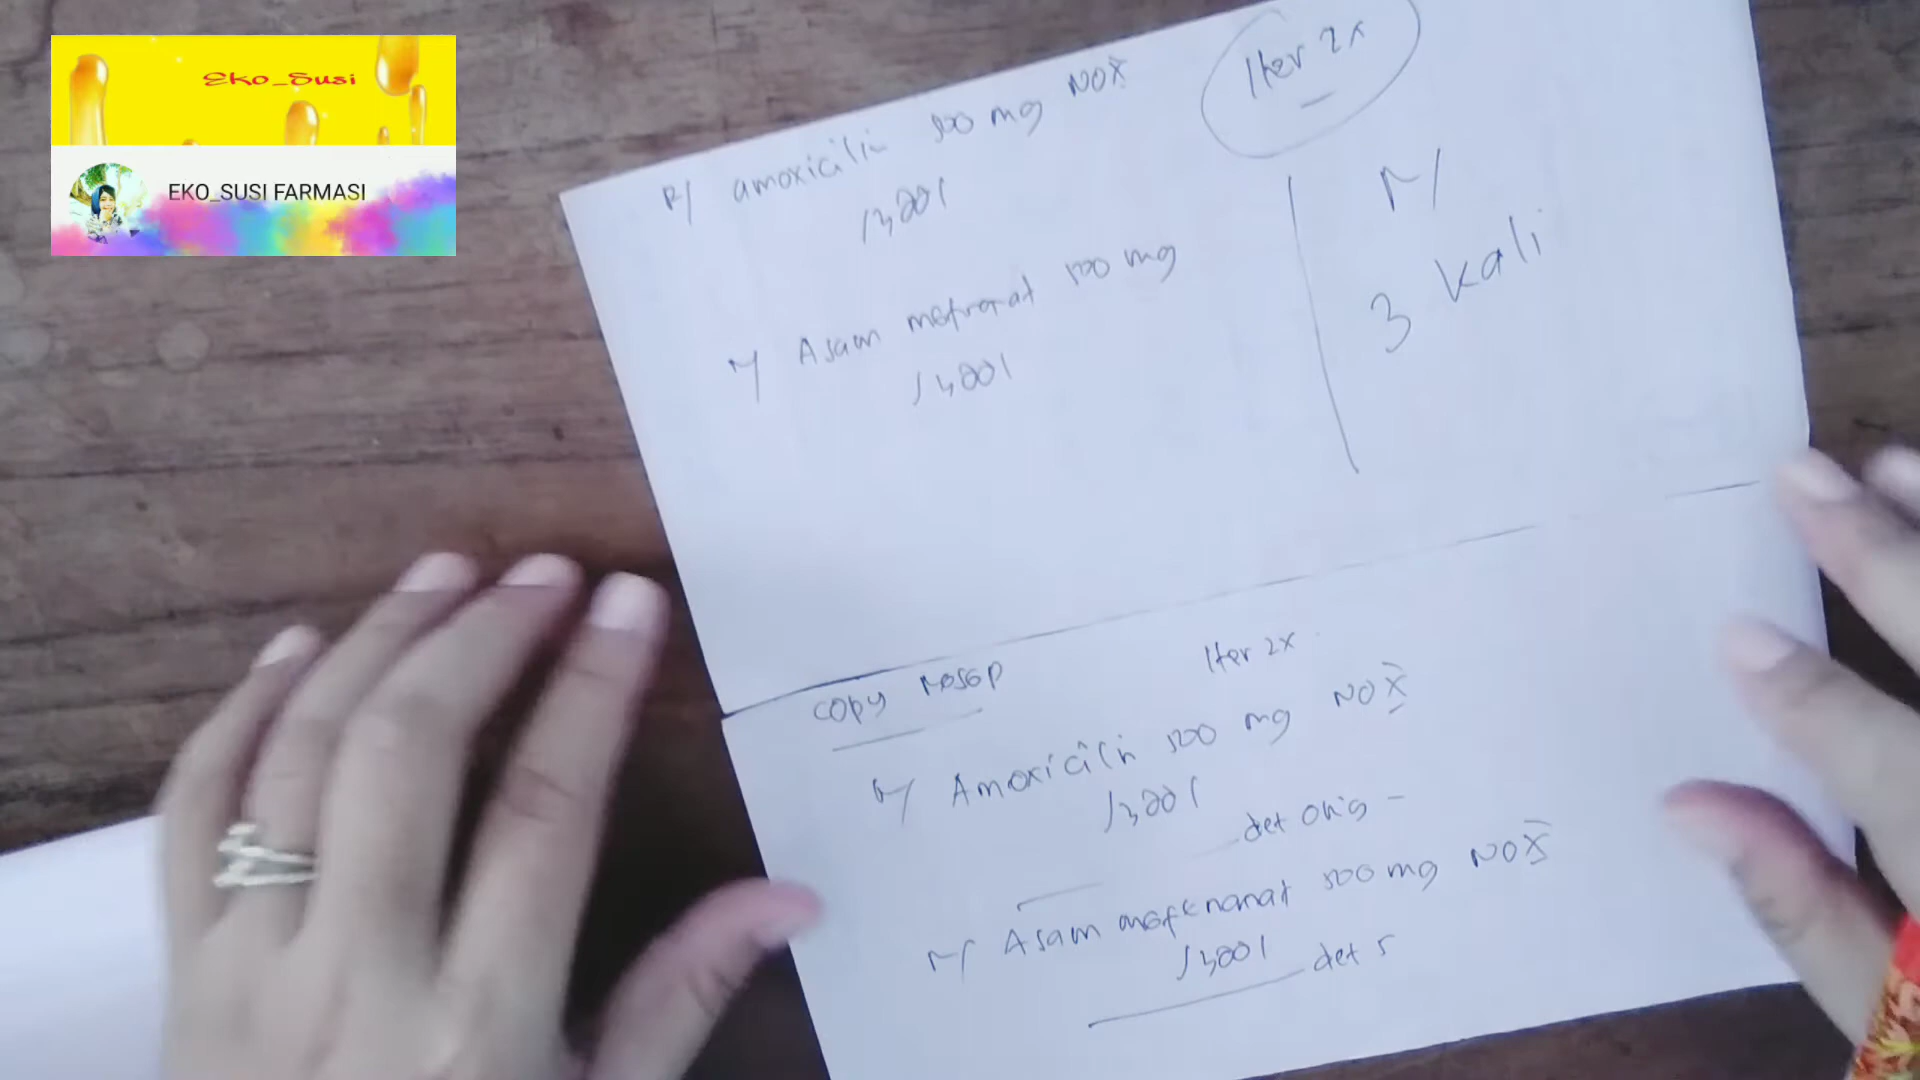 Eko_Susi
EKO_SUSI FARMASI
Iter 2x
R/ amoxicilin 500 mg NO X
S 3 dd 1
R/ Asam mefenamat 500 mg
S 3 dd 1
R/
3 kali
copy resep
Iter 2x
R/ Amoxicilin 500 mg NO X
S 3 dd 1
det orig
R/ Asam mefenamat 500 mg NO X
S 3 dd 1
det 5